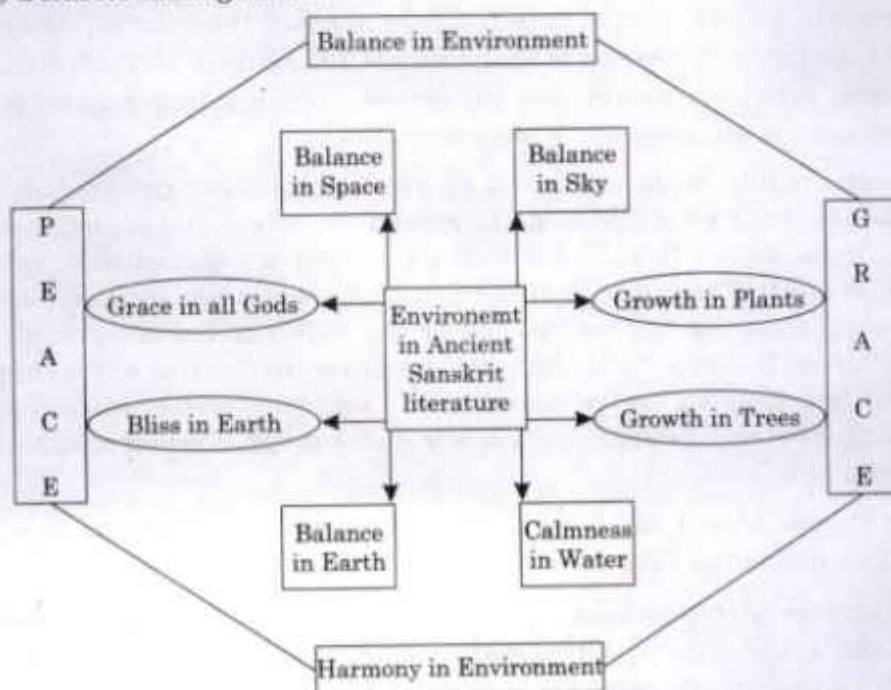 Balance in Environment
Balance
in Space
Balance
in Sky
P
E
A
C
E
Grace in all Gods
Bliss in Earth
Environemt
in Ancient
Sanskrit
literature
Growth in Plants
Growth in Trees
G
R
A
C
E
Balance
in Earth
Calmness
in Water
Harmony in Environment